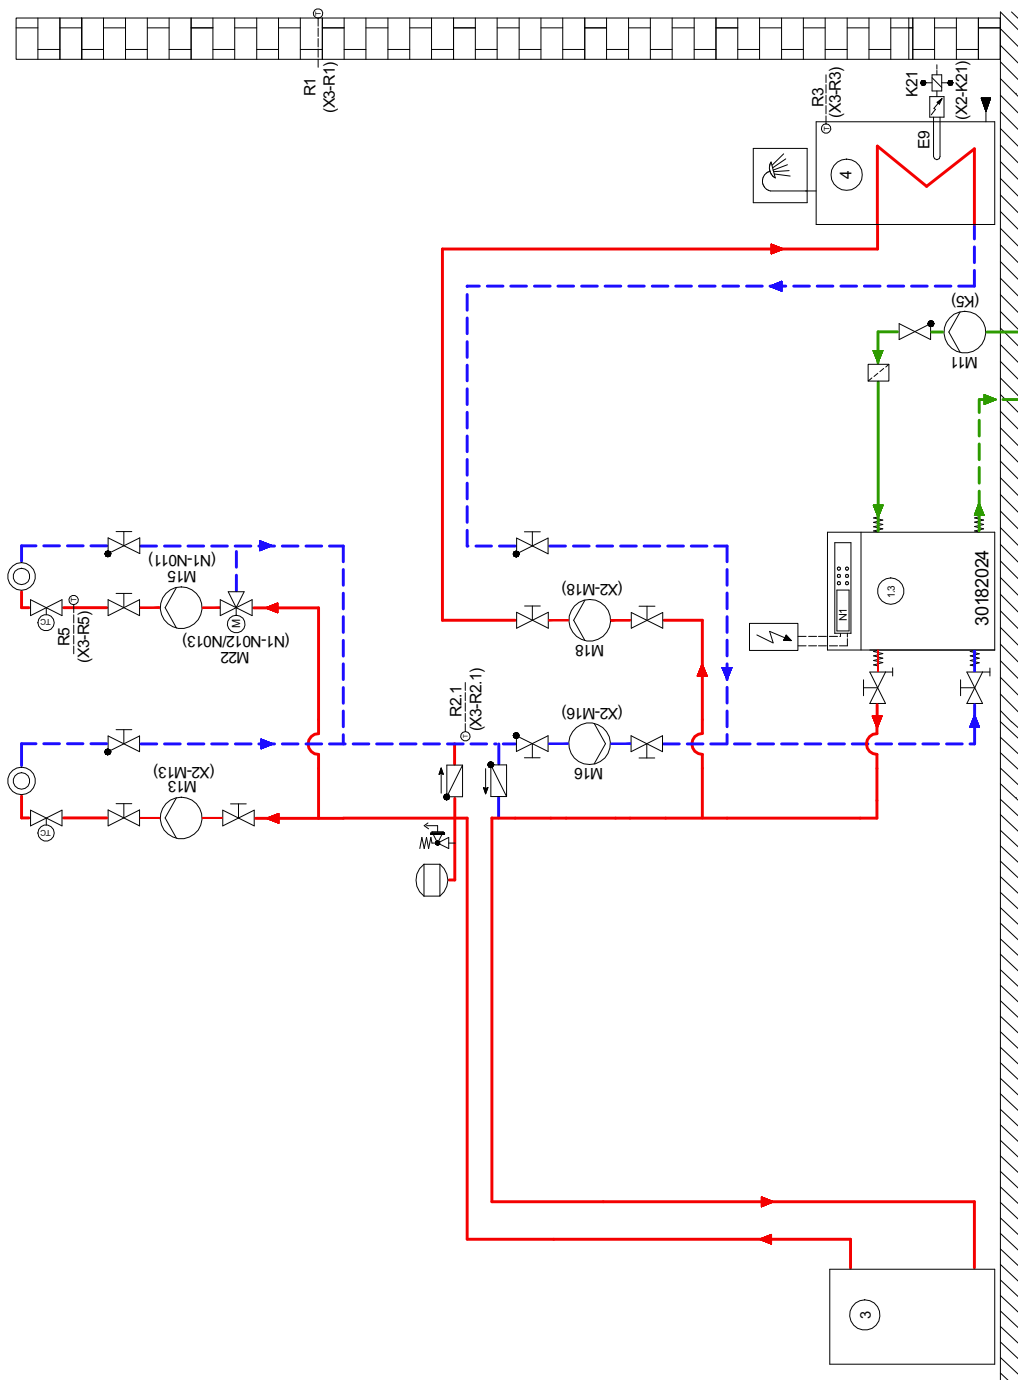 R1
(X3-R1)
R3
(X3-R3)
K21
(X2-K21)
E9
4
M11
(K5)
M15
(N1-N011)
TC
T
R5
(X3-R5)
M
M22
(N1-N012/N013)
M18
(X2-M18)
N1
1.3
30182024
M13
(X2-M13)
TC
R2.1
(X3-R2.1)
T
M16
(X2-M16)
T
T
3